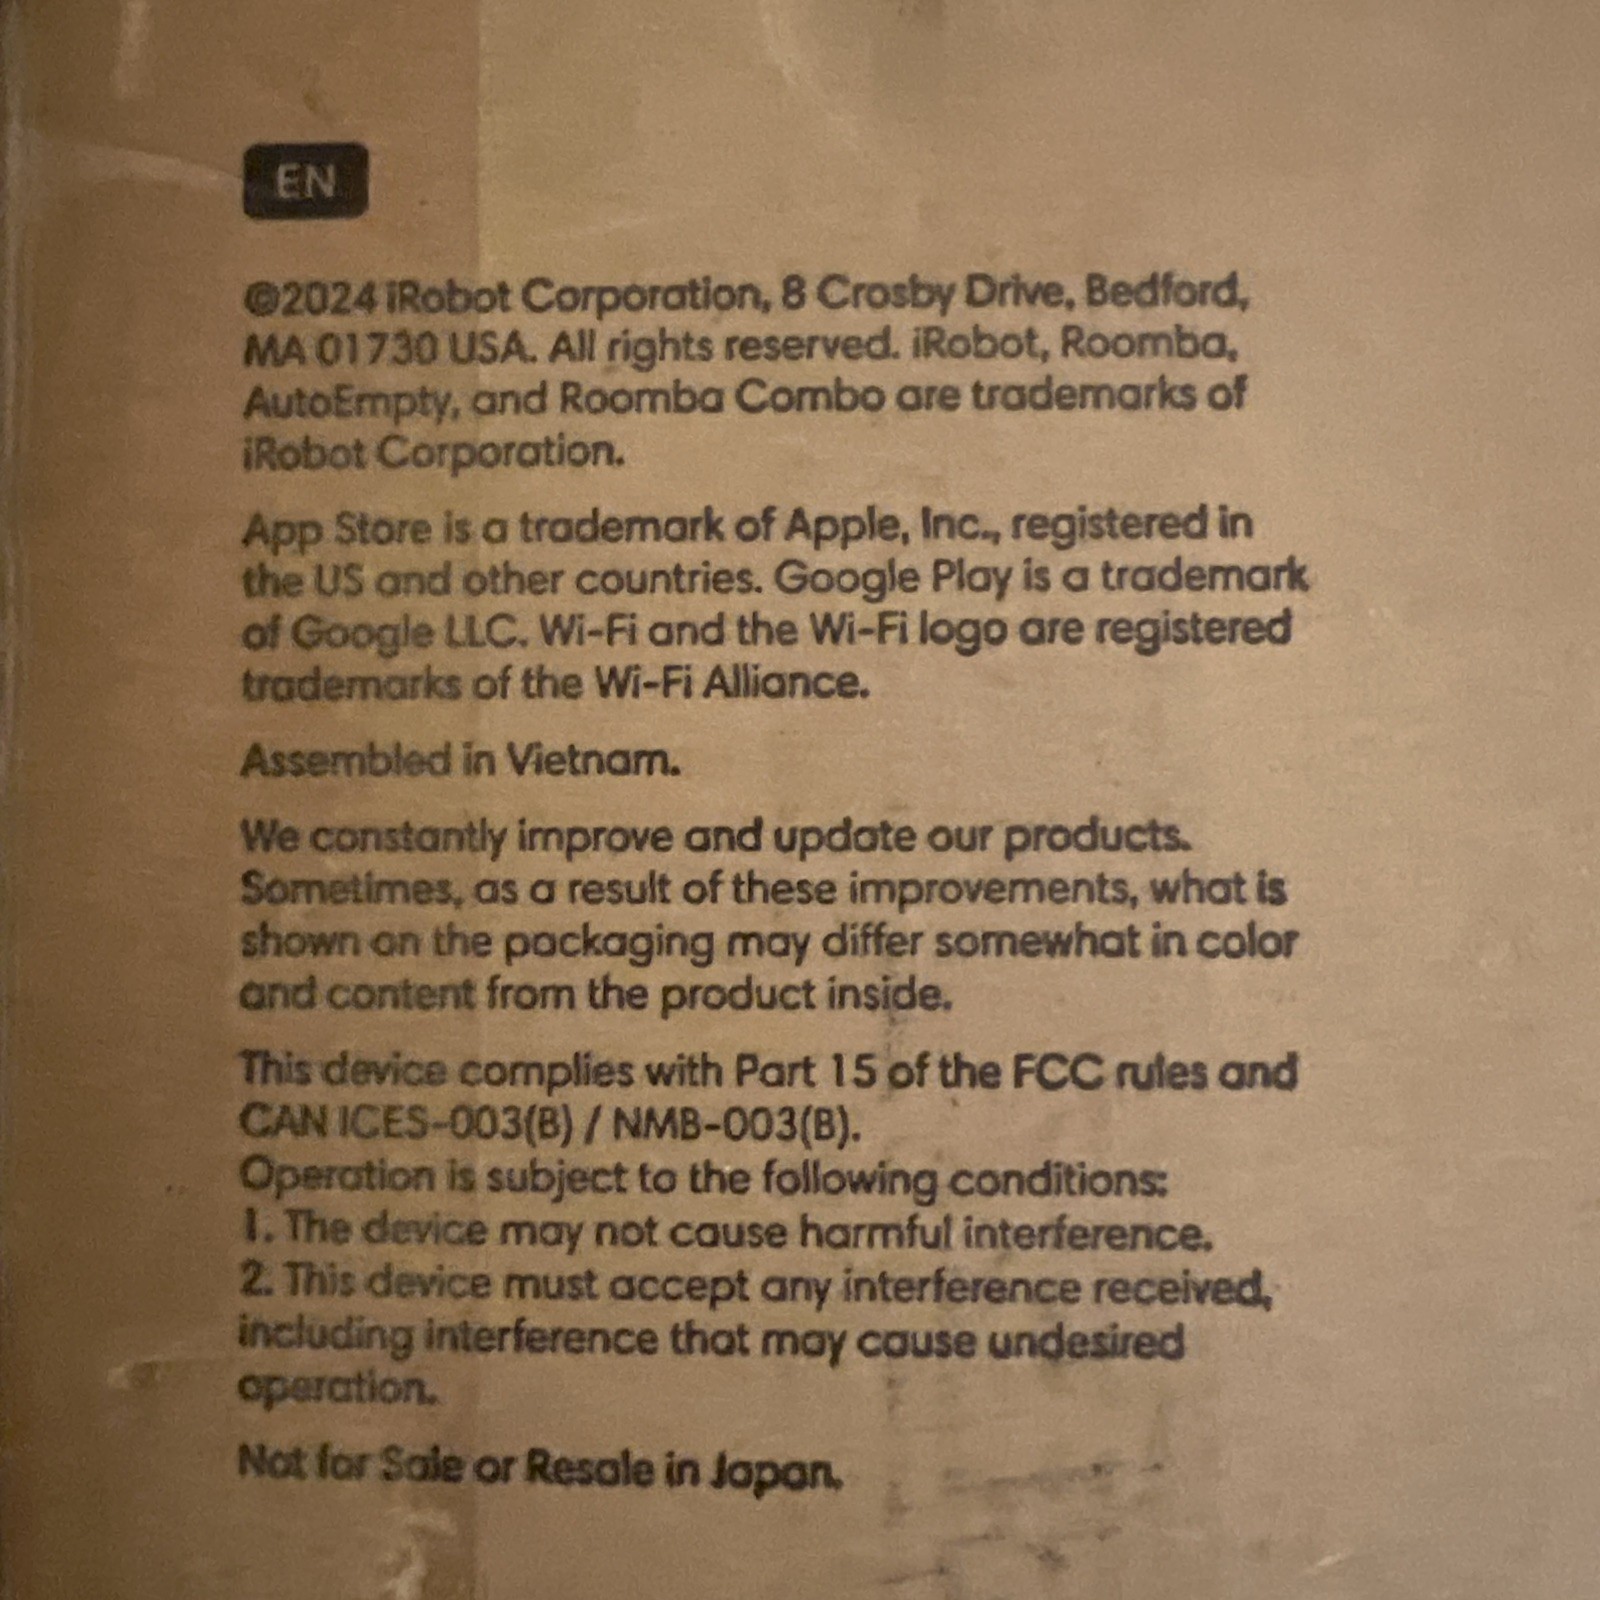 EN
©2024 iRobot Corporation, 8 Crosby Drive, Bedford,
MA 01730 USA. All rights reserved. iRobot, Roomba,
AutoEmpty, and Roomba Combo are trademarks of
iRobot Corporation.
App Store is a trademark of Apple, Inc., registered in
the US and other countries. Google Play is a trademark
of Google LLC. Wi-Fi and the Wi-Fi logo are registered
trademarks of the Wi-Fi Alliance.
Assembled in Vietnam.
We constantly improve and update our products.
Sometimes, as a result of these improvements, what is
shown on the packaging may differ somewhat in color
and content from the product inside.
This device complies with Part 15 of the FCC rules and
CAN ICES-003(B) / NMB-003(B).
Operation is subject to the following conditions:
1. The device may not cause harmful interference.
2. This device must accept any interference received,
including interference that may cause undesired
operation.
Not for Sale or Resale in Japan.